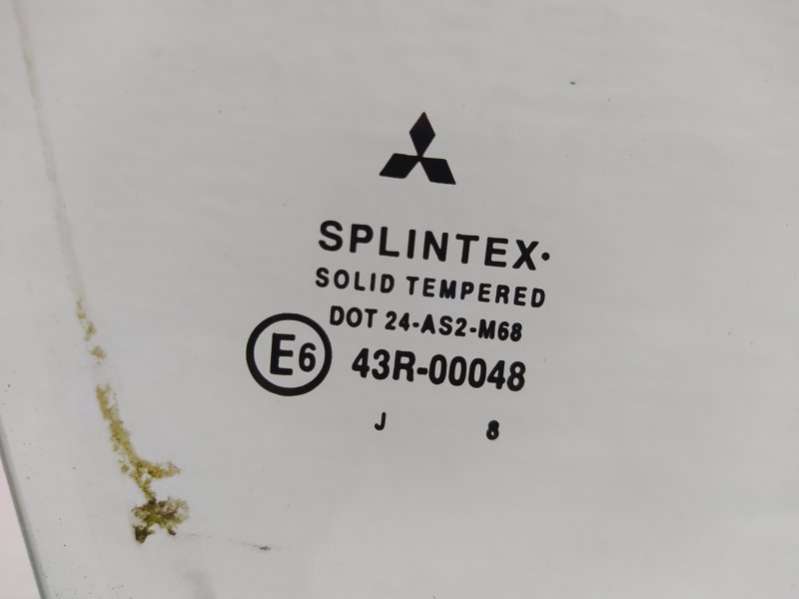 SPLINTEX·
SOLID TEMPERED
DOT 24-AS2-M68
E6 43R-00048
J 8